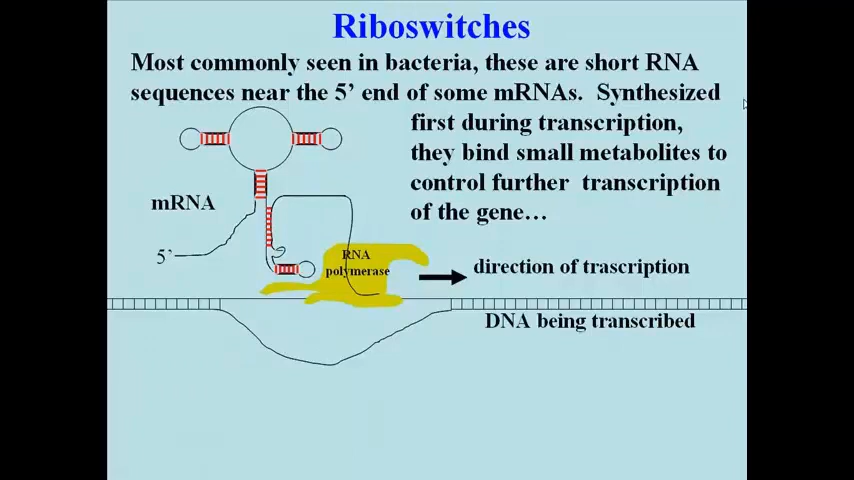 Riboswitches
Most commonly seen in bacteria, these are short RNA
sequences near the 5’ end of some mRNAs. Synthesized
first during transcription,
they bind small metabolites to
control further transcription
of the gene…
mRNA
5’
RNA
polymerase
direction of trascription
DNA being transcribed